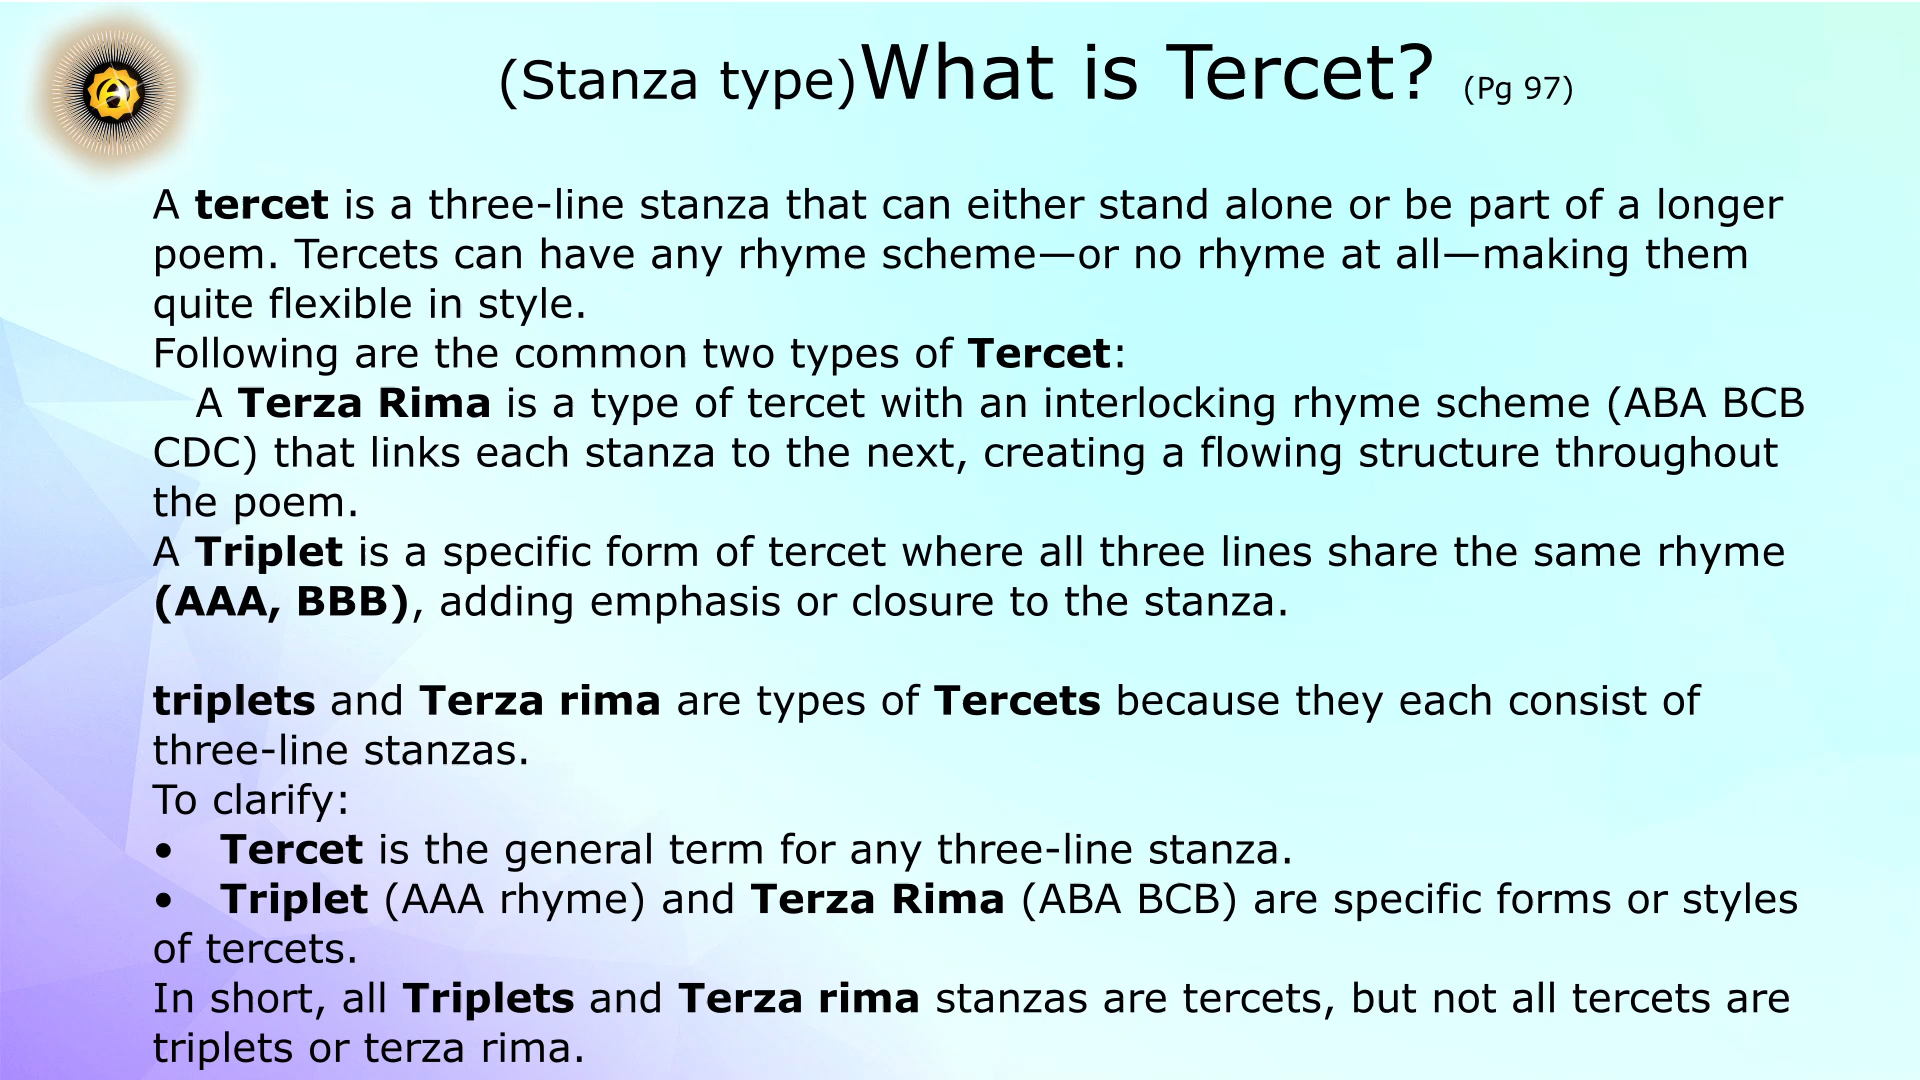 (Stanza type)What is Tercet? (Pg 97)
A tercet is a three-line stanza that can either stand alone or be part of a longer
poem. Tercets can have any rhyme scheme—or no rhyme at all—making them
quite flexible in style.
Following are the common two types of Tercet:
A Terza Rima is a type of tercet with an interlocking rhyme scheme (ABA BCB
CDC) that links each stanza to the next, creating a flowing structure throughout
the poem.
A Triplet is a specific form of tercet where all three lines share the same rhyme
(AAA, BBB), adding emphasis or closure to the stanza.
triplets and Terza rima are types of Tercets because they each consist of
three-line stanzas.
To clarify:
• Tercet is the general term for any three-line stanza.
• Triplet (AAA rhyme) and Terza Rima (ABA BCB) are specific forms or styles
of tercets.
In short, all Triplets and Terza rima stanzas are tercets, but not all tercets are
triplets or terza rima.